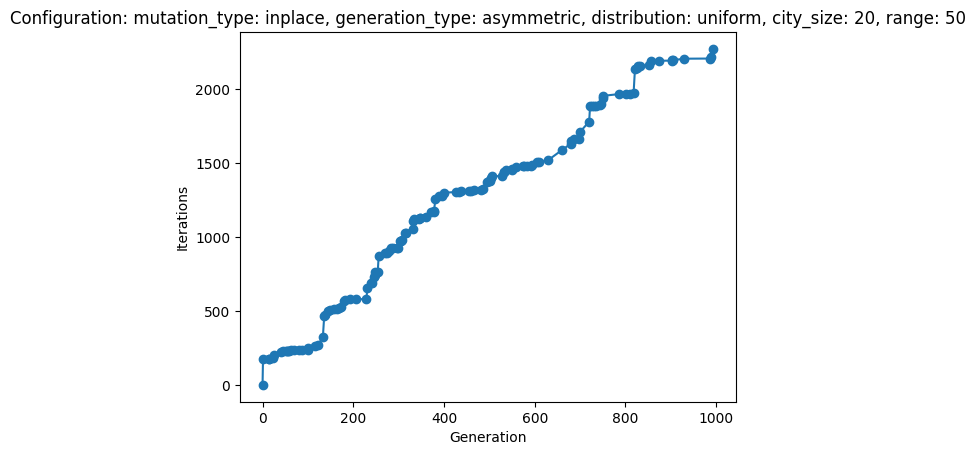 Configuration: mutation_type: inplace, generation_type: asymmetric, distribution: uniform, city_size: 20, range: 50
2000
1500
1000
500
0
Iterations
0 200 400 600 800 1000
Generation